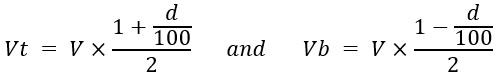 Vt = V × (1 + d/100)/2 and Vb = V × (1 − d/100)/2